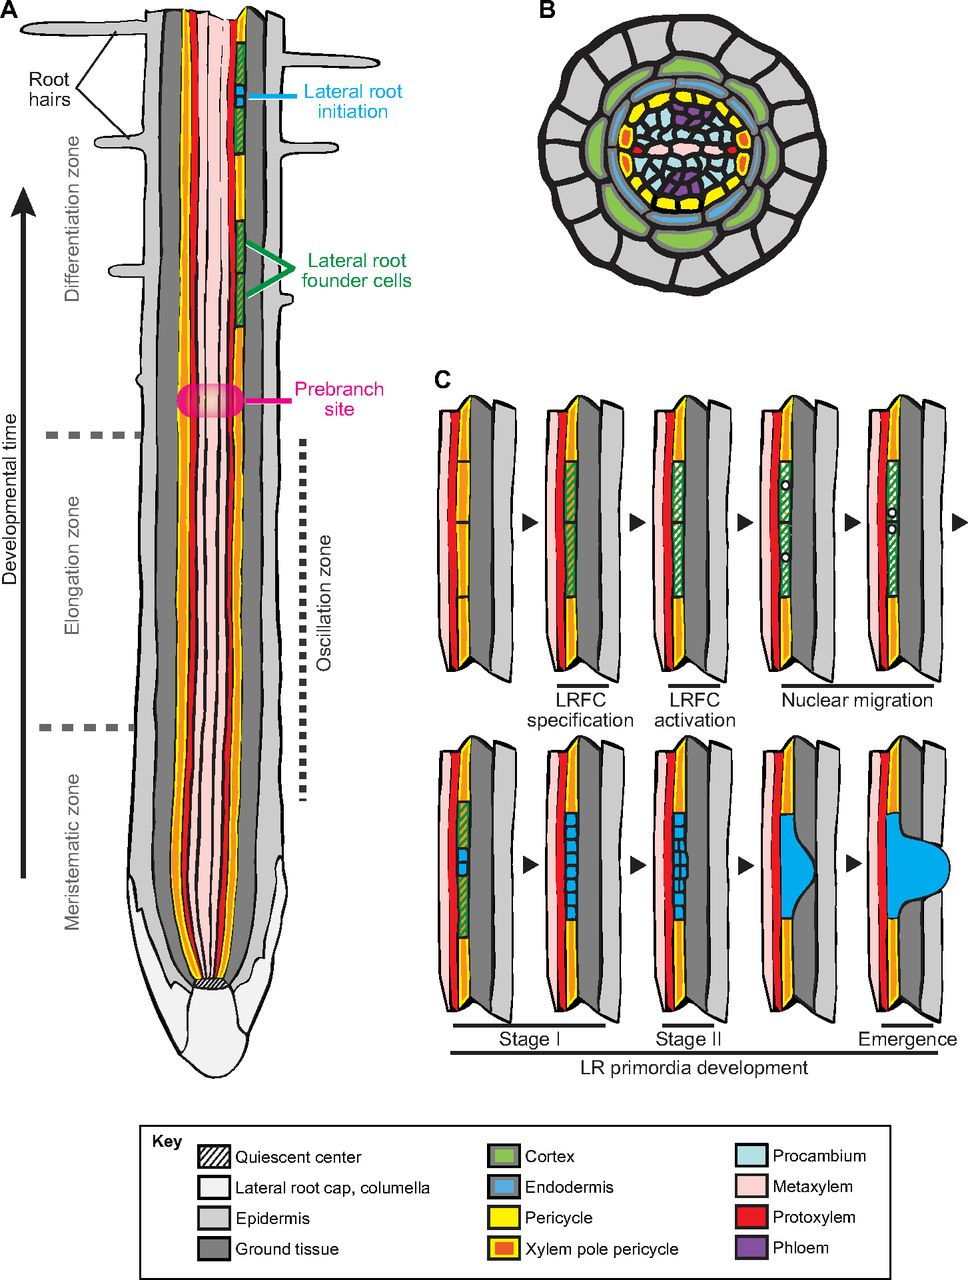 A
Root
hairs
Lateral root
initiation
Lateral root
founder cells
Prebranch
site
Differentiation zone
Elongation zone
Meristematic zone
Developmental time
Oscillation zone
B
C
LRFC
specification
LRFC
activation
Nuclear migration
Stage I
Stage II
Emergence
LR primordia development
Key
Quiescent center
Lateral root cap, columella
Epidermis
Ground tissue
Cortex
Endodermis
Pericycle
Xylem pole pericycle
Procambium
Metaxylem
Protoxylem
Phloem